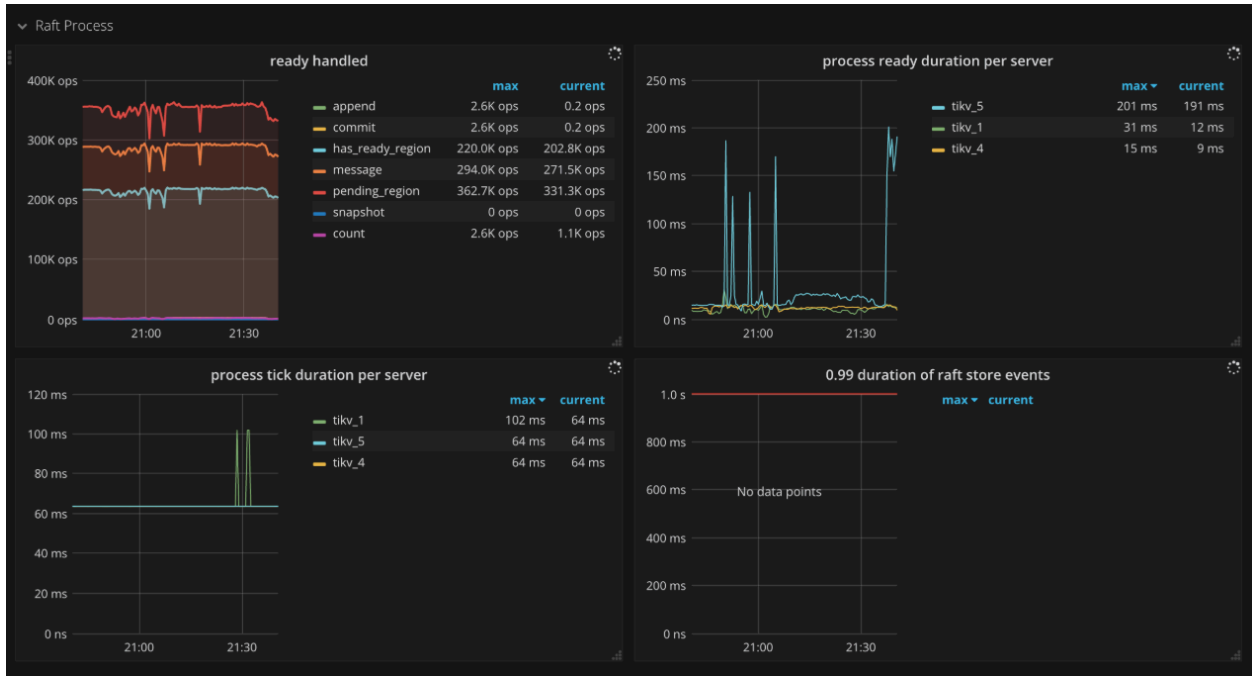 Raft Process
ready handled
400K ops
300K ops
200K ops
100K ops
0 ops
21:00 21:30
max current
append 2.6K ops 0.2 ops
commit 2.6K ops 0.2 ops
has_ready_region 220.0K ops 202.8K ops
message 294.0K ops 271.5K ops
pending_region 362.7K ops 331.3K ops
snapshot 0 ops 0 ops
count 2.6K ops 1.1K ops
process ready duration per server
250 ms
200 ms
150 ms
100 ms
50 ms
0 ns
21:00 21:30
max current
tikv_5 201 ms 191 ms
tikv_1 31 ms 12 ms
tikv_4 15 ms 9 ms
process tick duration per server
120 ms
100 ms
80 ms
60 ms
40 ms
20 ms
0 ns
21:00 21:30
max current
tikv_1 102 ms 64 ms
tikv_5 64 ms 64 ms
tikv_4 64 ms 64 ms
0.99 duration of raft store events
1.0 s
800 ms
600 ms
400 ms
200 ms
0 ns
No data points
21:00 21:30
max current